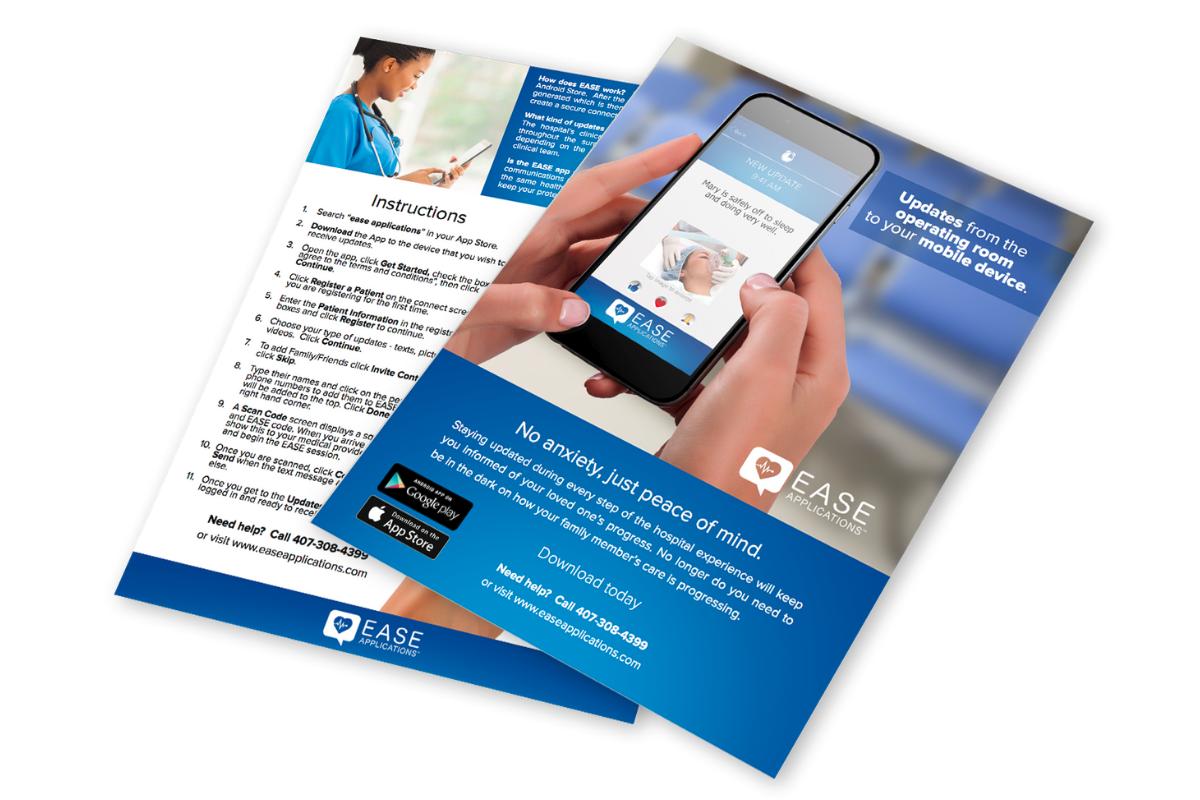 How does EASE work?
Android Store. After the
generated which is then
create a secure connec
What kind of updates
The hospital's clinic
throughout the sur
depending on the
clinical team.
Is the EASE app
communications
the same health
keep your prote
Instructions
1. Search "ease applications" in your App Store.
2. Download the App to the device that you wish to
receive updates.
3. Open the app, click Get Started, check the box
agree to the terms and conditions", then click
Continue.
4. Click Register a Patient on the connect scre
you are registering for the first time.
5. Enter the Patient Information in the registr
boxes and click Register to continue.
6. Choose your type of updates - texts, pict
videos. Click Continue.
7. To add Family/Friends click Invite Cont
click Skip.
8. Type their names and click on the
phone numbers to add them to EASE
will be added to the top. Click Done
right hand corner.
9. A Scan Code screen displays a
and EASE code. When you arrive
show this to your medical provide
and begin the EASE session.
10. Once you are scanned, click
Send when the text message
else.
11. Once you get to the Updates
logged in and ready to recei
Need help? Call 407-308-4399
or visit www.easeapplications.com
EASE
APPLICATIONS™
NEW UPDATE
9:41 AM
Mary is safely off to sleep
and doing very well.
EASE
APPLICATIONS
Updates from the
operating room
to your mobile device.
EASE
APPLICATIONS™
No anxiety, just peace of mind.
Staying updated during every step of the hospital experience will keep
you informed of your loved one's progress. No longer do you need to
be in the dark on how your family member's care is progressing.
ANDROID APP ON
Google play
Download on the
App Store
Download today
Need help? Call 407-308-4399
or visit www.easeapplications.com